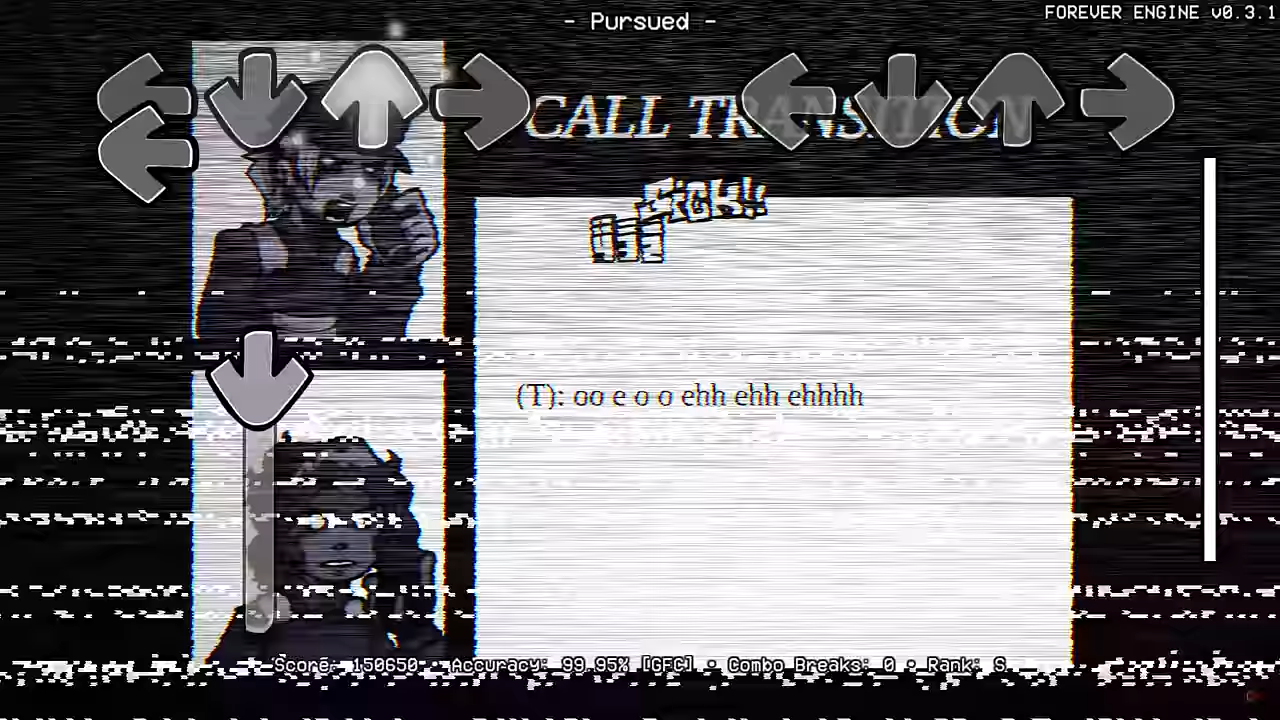 - Pursued -
FOREVER ENGINE v0.3.1
CALL TRANSITION
SICK!!
(T): oo e o o ehh ehh ehhhh
Score: 150650 • Accuracy: 99.95% [GFC] • Combo Breaks: 0 • Rank: S